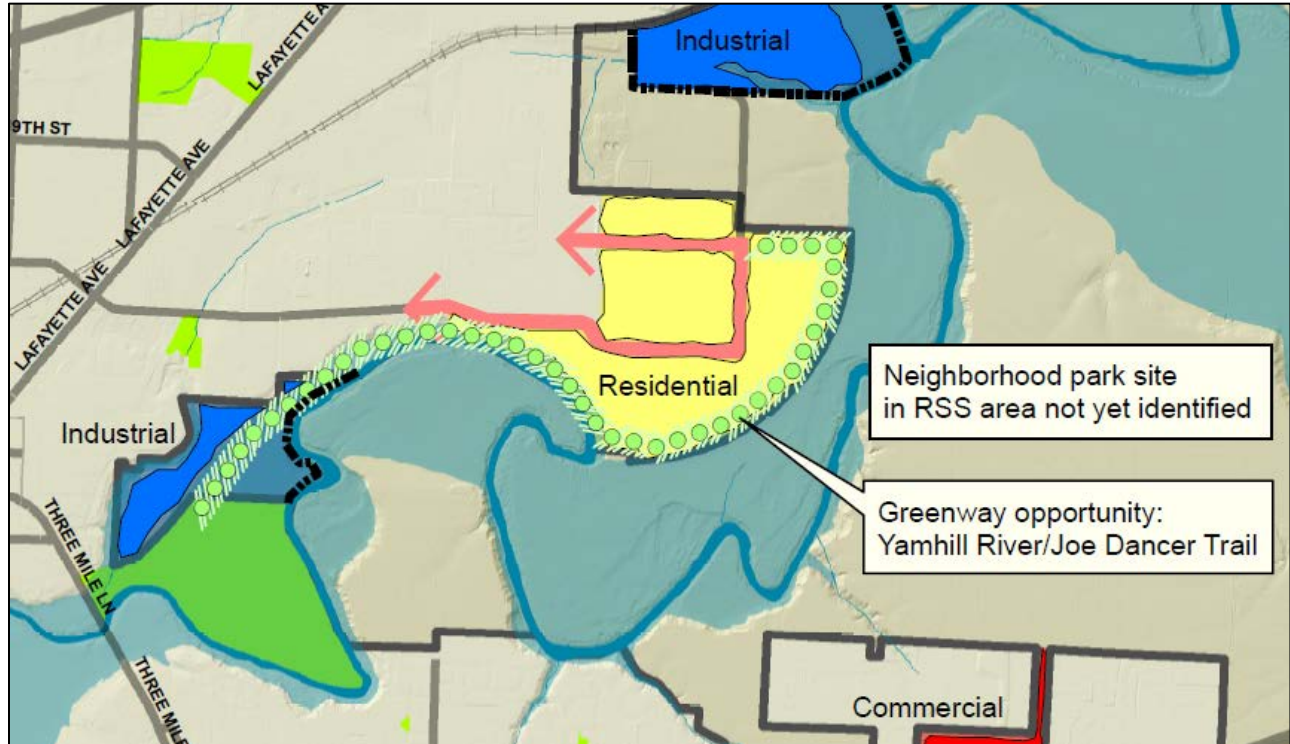 Industrial
LAFAYETTE AVE
9TH ST
LAFAYETTE AVE
LAFAYETTE AVE
Residential
Neighborhood park site
in RSS area not yet identified
Industrial
Greenway opportunity:
Yamhill River/Joe Dancer Trail
THREE MILE LN
THREE MILE
Commercial